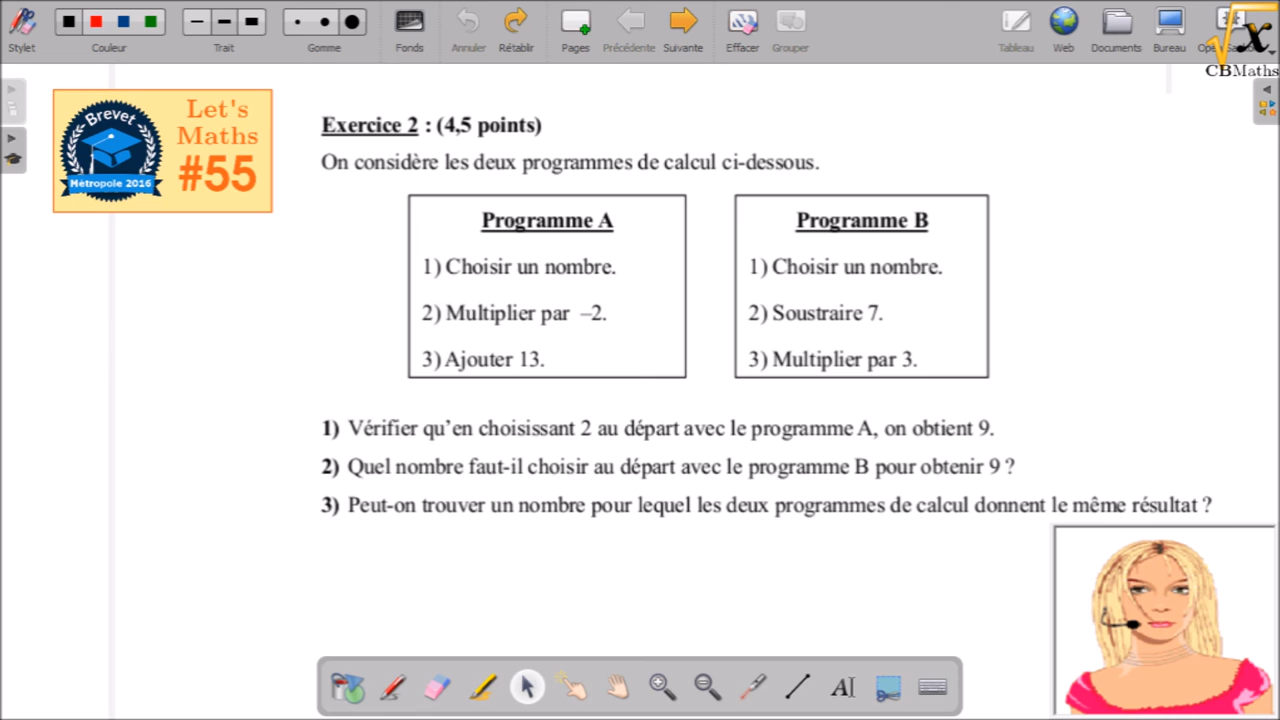 Stylet
Couleur
Trait
Gomme
Fonds
Annuler
Rétablir
Pages
Précédente
Suivante
Effacer
Grouper
Tableau
Web
Documents
Bureau
√x
CBMaths
Brevet
Métropole 2016
Let's
Maths
#55
Exercice 2 : (4,5 points)
On considère les deux programmes de calcul ci-dessous.
Programme A
1) Choisir un nombre.
2) Multiplier par –2.
3) Ajouter 13.
Programme B
1) Choisir un nombre.
2) Soustraire 7.
3) Multiplier par 3.
1) Vérifier qu'en choisissant 2 au départ avec le programme A, on obtient 9.
2) Quel nombre faut-il choisir au départ avec le programme B pour obtenir 9 ?
3) Peut-on trouver un nombre pour lequel les deux programmes de calcul donnent le même résultat ?
AI